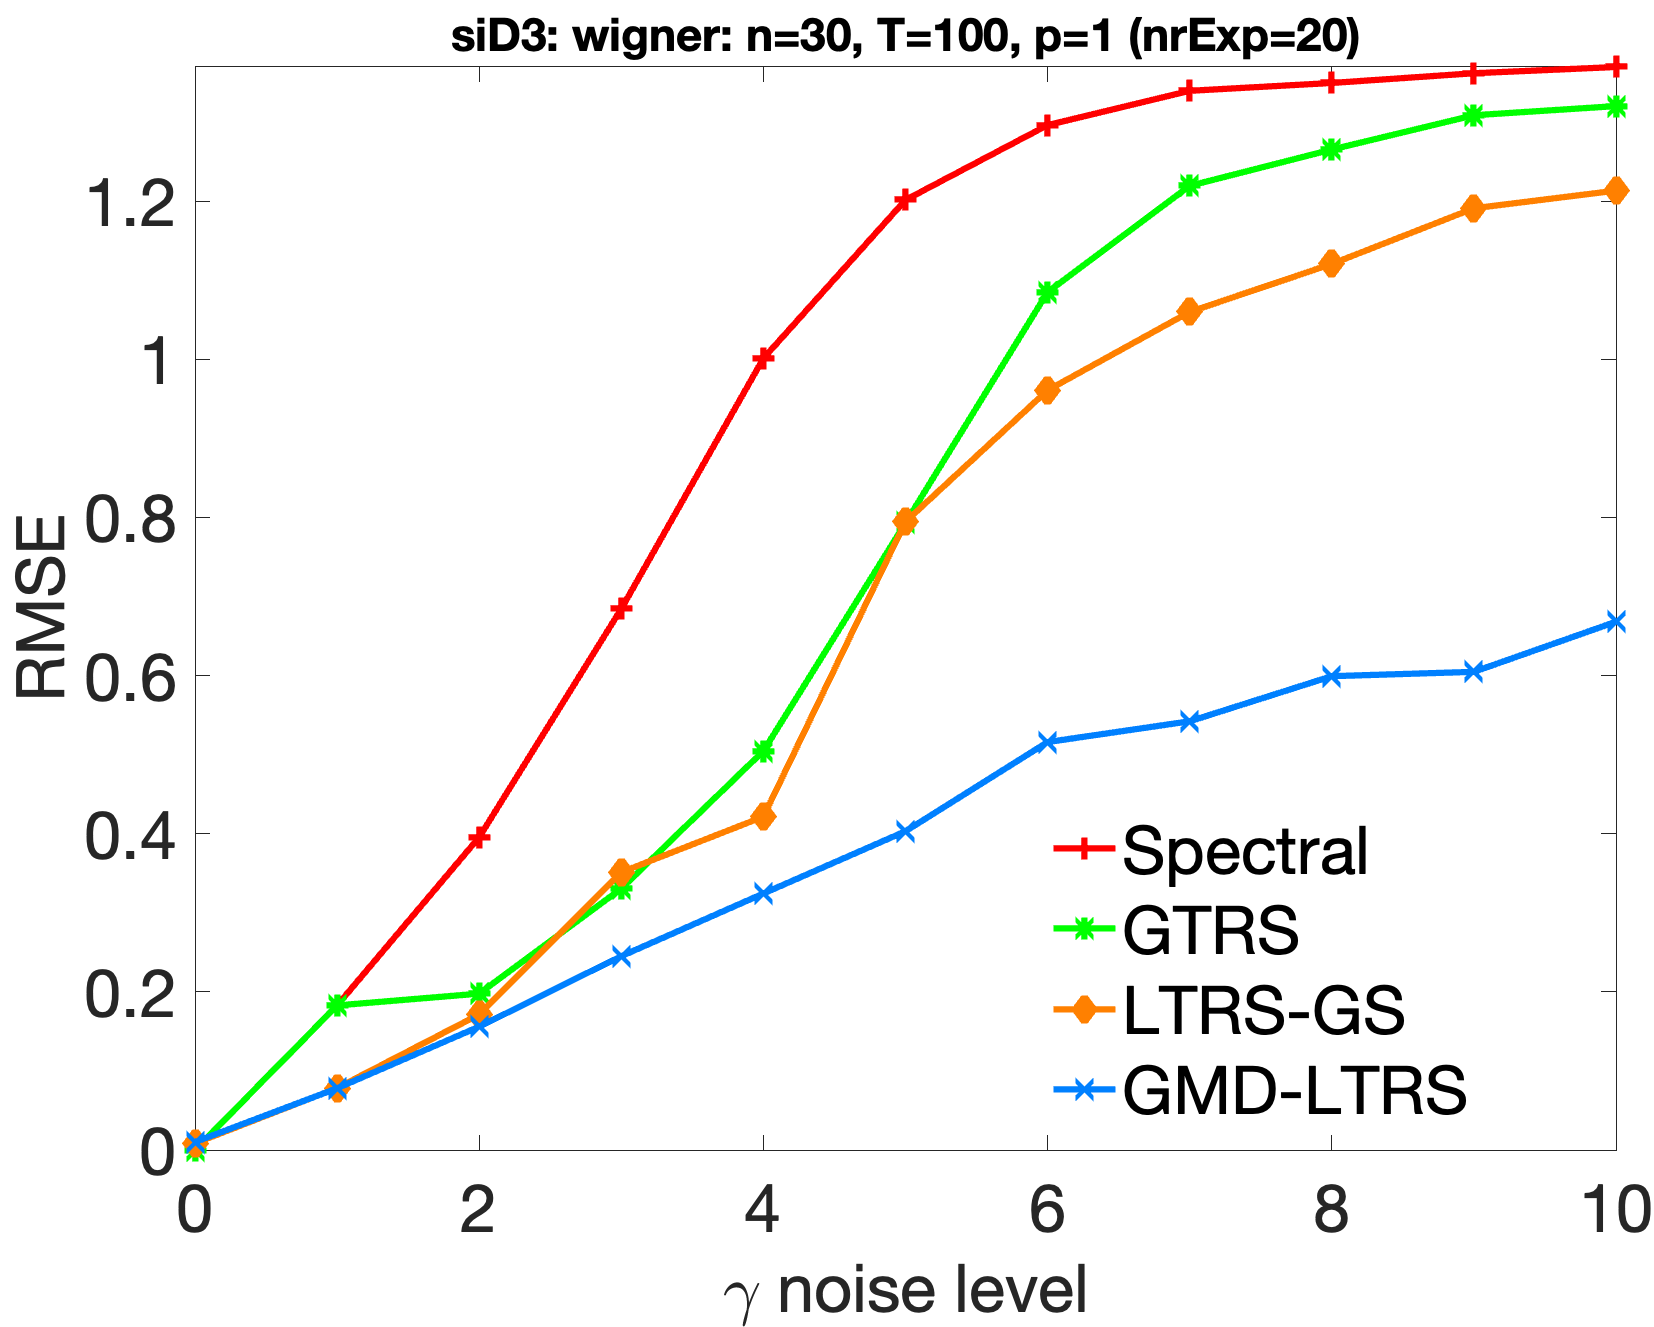 siD3: wigner: n=30, T=100, p=1 (nrExp=20)
1.2
1
0.8
0.6
0.4
0.2
0
RMSE
Spectral
GTRS
LTRS-GS
GMD-LTRS
0 2 4 6 8 10
γ noise level